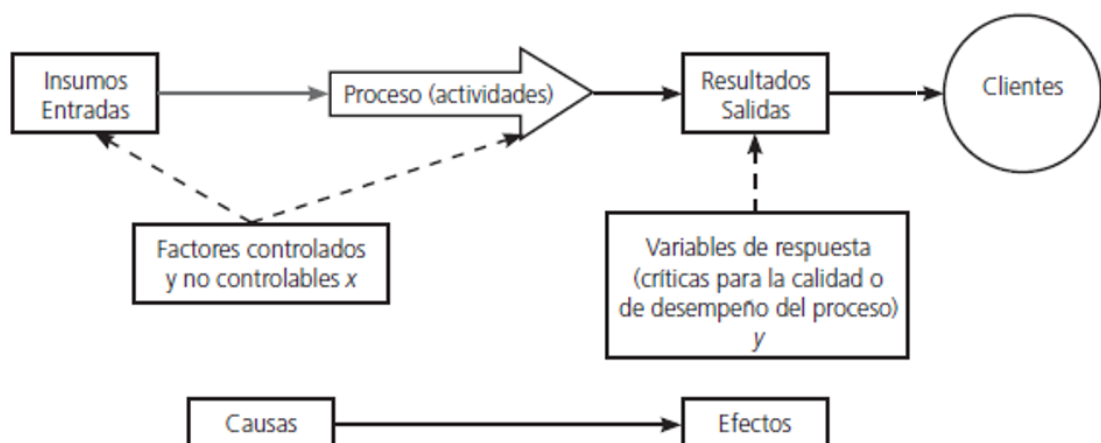 Insumos
Entradas
Proceso (actividades)
Resultados
Salidas
Clientes
Factores controlados
y no controlables x
Variables de respuesta
(críticas para la calidad o
de desempeño del proceso)
y
Causas
Efectos